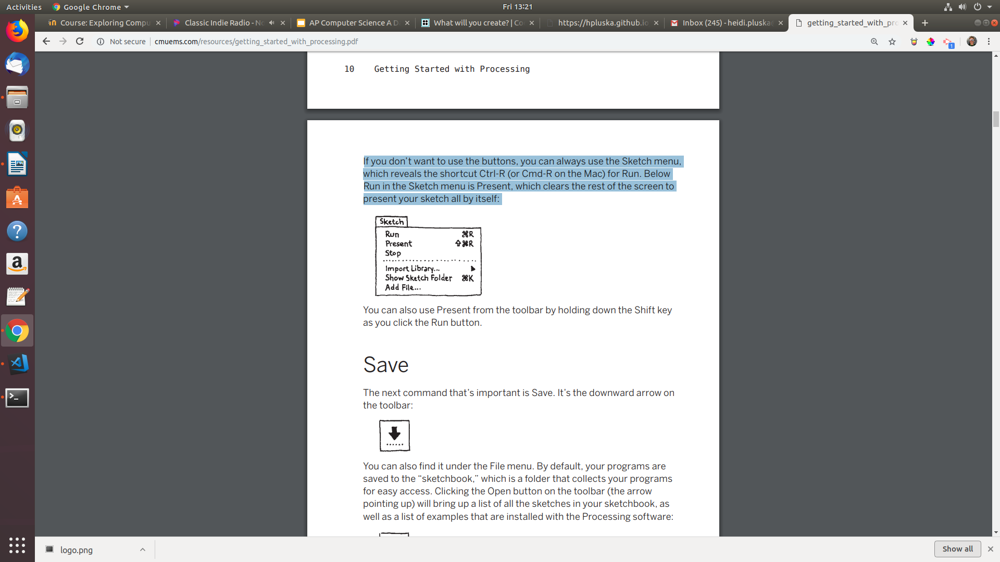 Activities Google Chrome Fri 13:21
Course: Exploring Compu Classic Indie Radio - No AP Computer Science A D What will you create? | Co https://hpluska.github.io Inbox (245) - heidi.pluska getting_started_with_pro
Not secure cmuems.com/resources/getting_started_with_processing.pdf 1
10 Getting Started with Processing
If you don't want to use the buttons, you can always use the Sketch menu,
which reveals the shortcut Ctrl-R (or Cmd-R on the Mac) for Run. Below
Run in the Sketch menu is Present, which clears the rest of the screen to
present your sketch all by itself:
Sketch
Run ⌘R
Present ⇧⌘R
Stop
Import Library...
Show Sketch Folder ⌘K
Add File...
You can also use Present from the toolbar by holding down the Shift key
as you click the Run button.
Save
The next command that's important is Save. It's the downward arrow on
the toolbar:
You can also find it under the File menu. By default, your programs are
saved to the “sketchbook,” which is a folder that collects your programs
for easy access. Clicking the Open button on the toolbar (the arrow
pointing up) will bring up a list of all the sketches in your sketchbook, as
well as a list of examples that are installed with the Processing software:
logo.png Show all